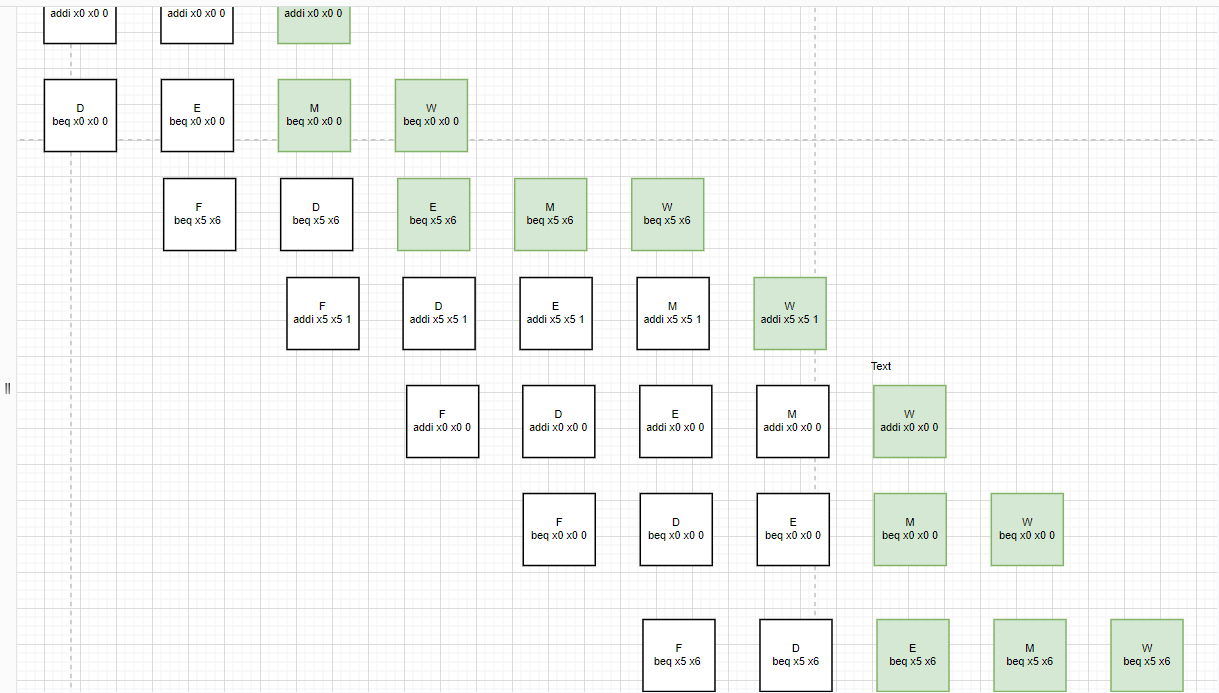 addi x0 x0 0
addi x0 x0 0
addi x0 x0 0
D
beq x0 x0 0
E
beq x0 x0 0
M
beq x0 x0 0
W
beq x0 x0 0
F
beq x5 x6
D
beq x5 x6
E
beq x5 x6
M
beq x5 x6
W
beq x5 x6
F
addi x5 x5 1
D
addi x5 x5 1
E
addi x5 x5 1
M
addi x5 x5 1
W
addi x5 x5 1
Text
F
addi x0 x0 0
D
addi x0 x0 0
E
addi x0 x0 0
M
addi x0 x0 0
W
addi x0 x0 0
F
beq x0 x0 0
D
beq x0 x0 0
E
beq x0 x0 0
M
beq x0 x0 0
W
beq x0 x0 0
F
beq x5 x6
D
beq x5 x6
E
beq x5 x6
M
beq x5 x6
W
beq x5 x6